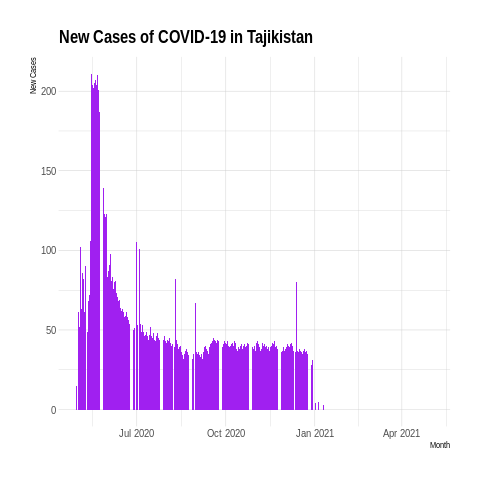 New Cases of COVID-19 in Tajikistan
New Cases
200
150
100
50
0
Jul 2020
Oct 2020
Jan 2021
Apr 2021
Month